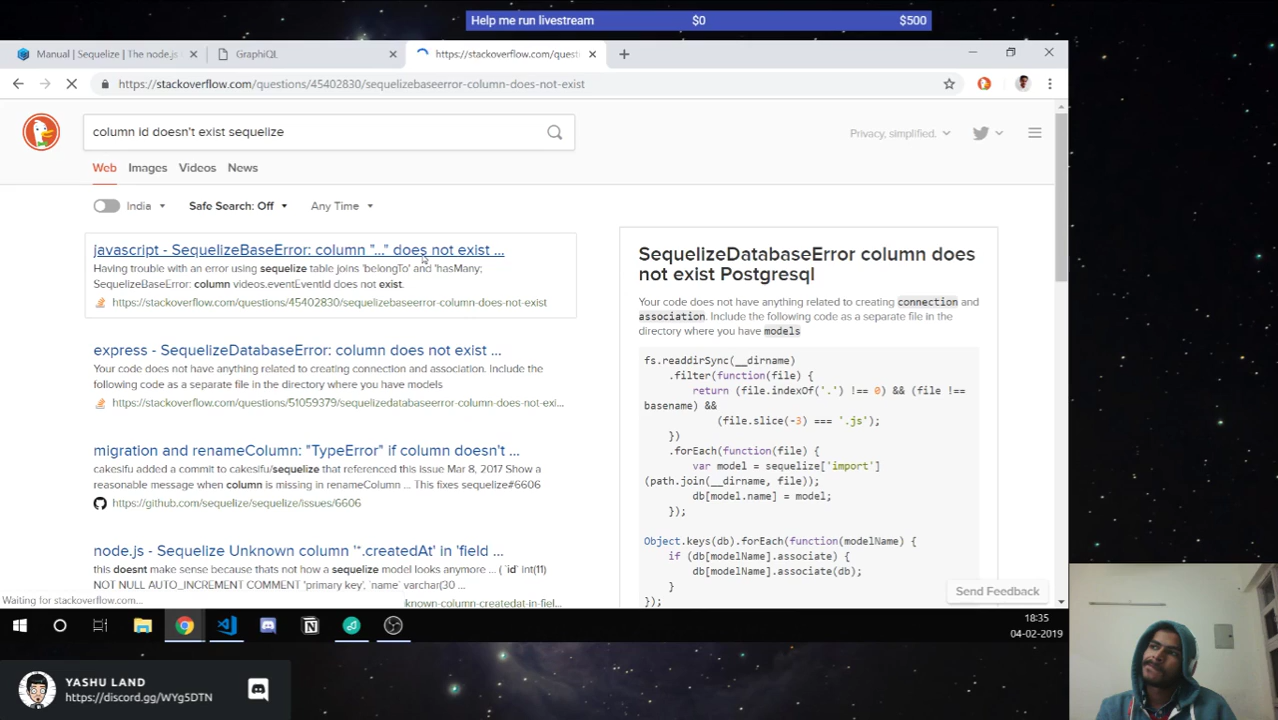 Help me run livestream $0 $500
Manual | Sequelize | The node.js
GraphiQL
https://stackoverflow.com/quest
https://stackoverflow.com/questions/45402830/sequelizebaseerror-column-does-not-exist
column id doesn't exist sequelize
Privacy, simplified.
Web Images Videos News
India Safe Search: Off Any Time
javascript - SequelizeBaseError: column "..." does not exist ...
Having trouble with an error using sequelize table joins 'belongTo' and 'hasMany;
SequelizeBaseError: column videos.eventEventId does not exist.
https://stackoverflow.com/questions/45402830/sequelizebaseerror-column-does-not-exist
express - SequelizeDatabaseError: column does not exist ...
Your code does not have anything related to creating connection and association. Include the
following code as a separate file in the directory where you have models
https://stackoverflow.com/questions/51059379/sequelizedatabaseerror-column-does-not-exi...
migration and renameColumn: "TypeError" if column doesn't ...
cakesifu added a commit to cakesifu/sequelize that referenced this issue Mar 8, 2017 Show a
reasonable message when column is missing in renameColumn ... This fixes sequelize#6606
https://github.com/sequelize/sequelize/issues/6606
node.js - Sequelize Unknown column '*.createdAt' in 'field ...
this doesnt make sense because thats not how a sequelize model looks anymore ... ( `id` int(11)
NOT NULL AUTO_INCREMENT COMMENT 'primary key', `name` varchar(30 ...
known-column-createdat-in-fiel...
Waiting for stackoverflow.com...
SequelizeDatabaseError column does
not exist Postgresql
Your code does not have anything related to creating connection and
association. Include the following code as a separate file in the
directory where you have models
fs.readdirSync(__dirname)
.filter(function(file) {
return (file.indexOf('.') !== 0) && (file !==
basename) &&
(file.slice(-3) === '.js');
})
.forEach(function(file) {
var model = sequelize['import']
(path.join(__dirname, file));
db[model.name] = model;
});
Object.keys(db).forEach(function(modelName) {
if (db[modelName].associate) {
db[modelName].associate(db);
}
});
Send Feedback
18:35
04-02-2019
YASHU LAND
https://discord.gg/WYg5DTN